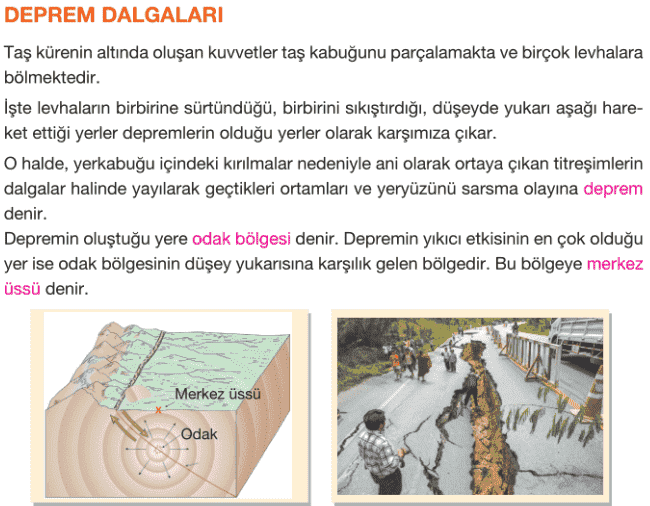 DEPREM DALGALARI
Taş kürenin altında oluşan kuvvetler taş kabuğunu parçalamakta ve birçok levhalara
bölmektedir.
İşte levhaların birbirine sürtündüğü, birbirini sıkıştırdığı, düşeyde yukarı aşağı hare-
ket ettiği yerler depremlerin olduğu yerler olarak karşımıza çıkar.
O halde, yerkabuğu içindeki kırılmalar nedeniyle ani olarak ortaya çıkan titreşimlerin
dalgalar halinde yayılarak geçtikleri ortamları ve yeryüzünü sarsma olayına deprem
denir.
Depremin oluştuğu yere odak bölgesi denir. Depremin yıkıcı etkisinin en çok olduğu
yer ise odak bölgesinin düşey yukarısına karşılık gelen bölgedir. Bu bölgeye merkez
üssü denir.
Merkez üssü
x
Odak